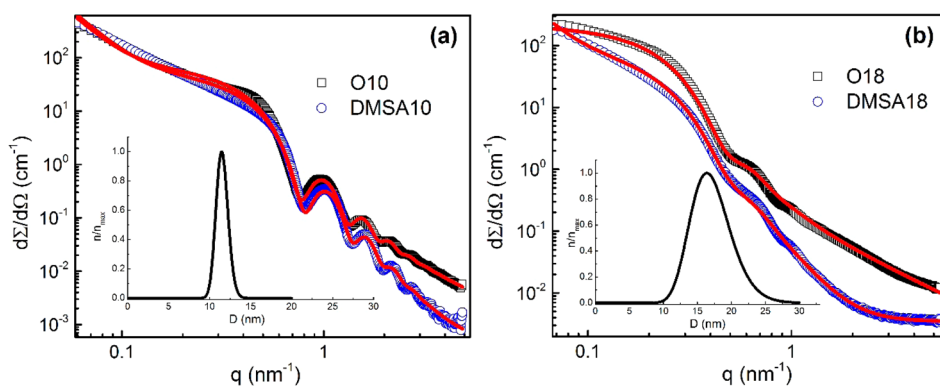 (a)
O10
DMSA10
dΣ/dΩ (cm⁻¹)
10²
10¹
10⁰
10⁻¹
10⁻²
10⁻³
0.1
1
q (nm⁻¹)
n/nmax
1.0
0.8
0.6
0.4
0.2
0.0
0
5
10
15
20
25
30
D (nm)
(b)
O18
DMSA18
dΣ/dΩ (cm⁻¹)
10²
10¹
10⁰
10⁻¹
10⁻²
0.1
1
q (nm⁻¹)
n/nmax
1.0
0.8
0.6
0.4
0.2
0.0
0
5
10
15
20
25
30
D (nm)